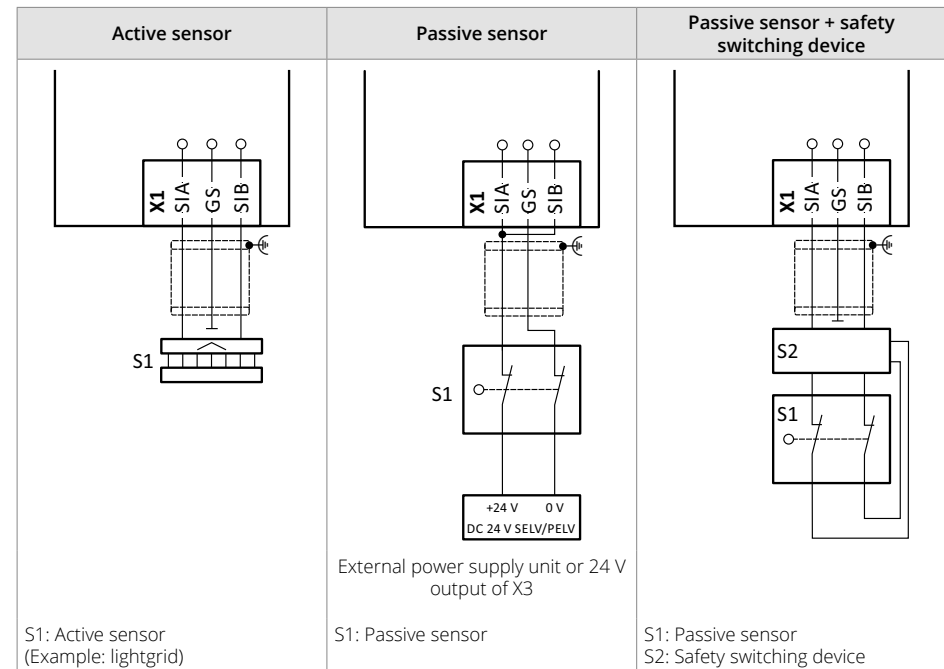 Active sensor
Passive sensor
Passive sensor + safety
switching device
X1
SIA
GS
SIB
S1
X1
SIA
GS
SIB
S1
+24 V 0 V
DC 24 V SELV/PELV
External power supply unit or 24 V
output of X3
X1
SIA
GS
SIB
S2
S1
S1: Active sensor
(Example: lightgrid)
S1: Passive sensor
S1: Passive sensor
S2: Safety switching device